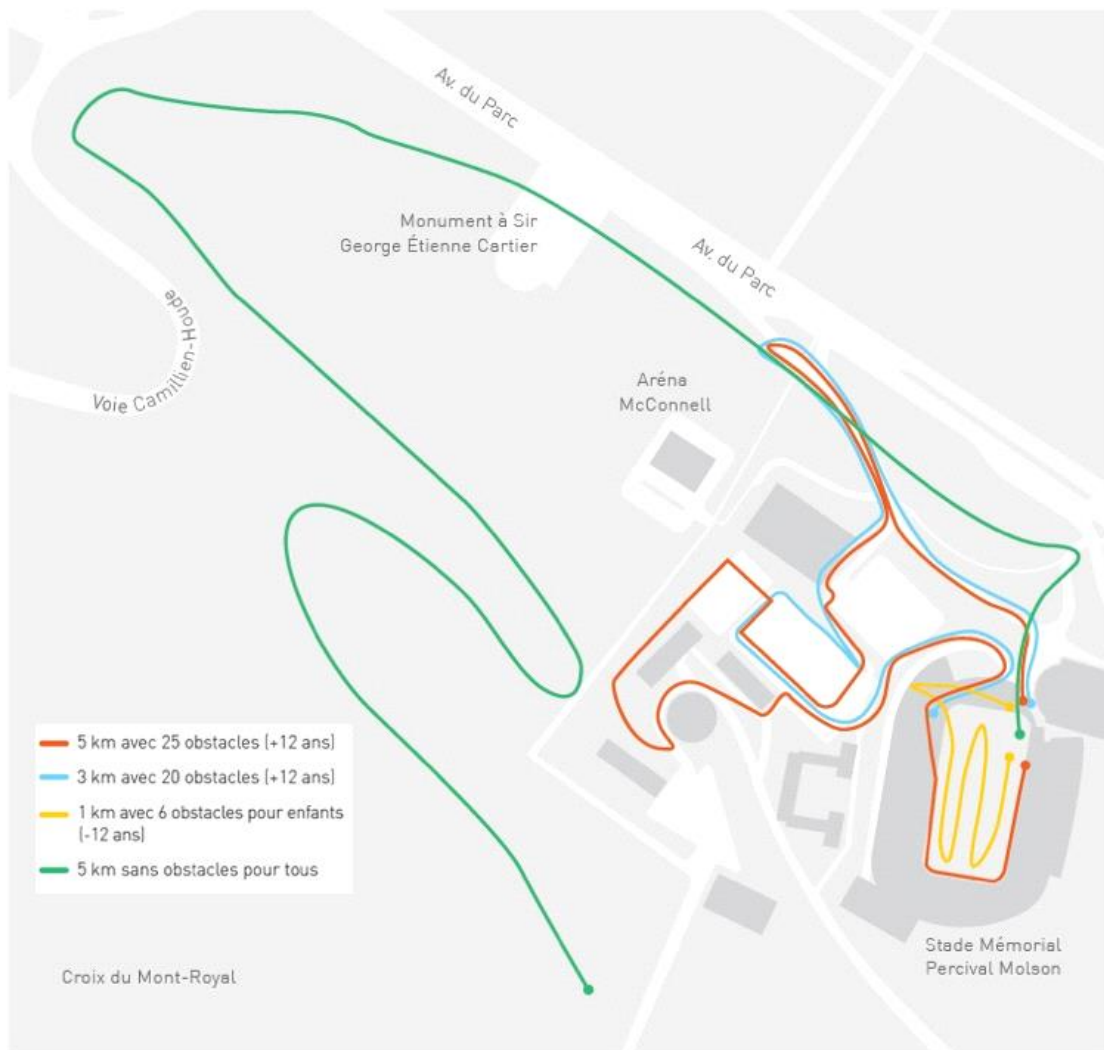 Av. du Parc
Monument à Sir
George Étienne Cartier
Av. du Parc
Voie Camillien-Houde
Aréna
McConnell
5 km avec 25 obstacles (+12 ans)
3 km avec 20 obstacles (+12 ans)
1 km avec 6 obstacles pour enfants
(-12 ans)
5 km sans obstacles pour tous
Stade Mémorial
Percival Molson
Croix du Mont-Royal